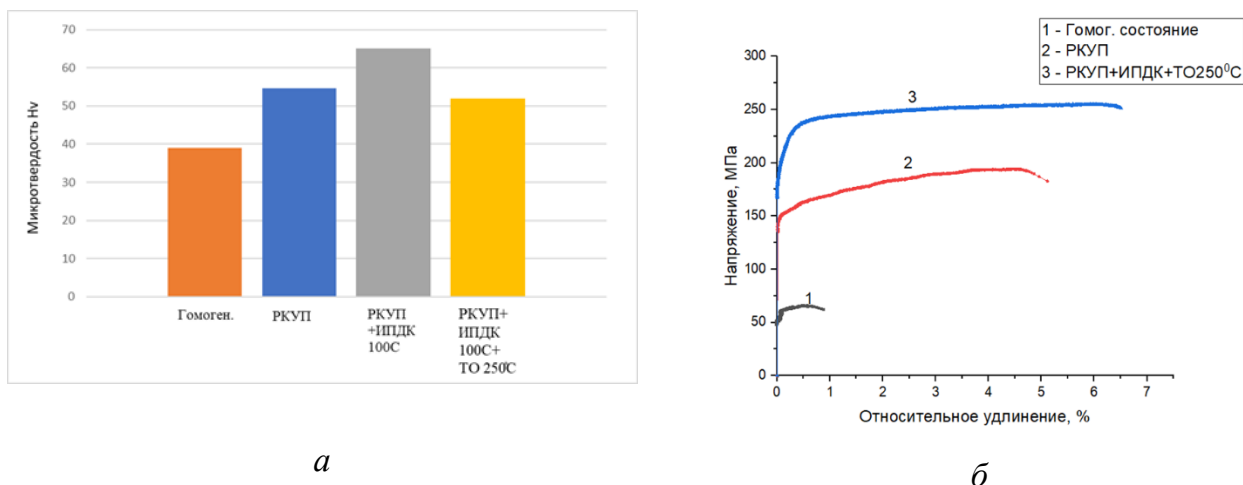 70
60
50
40
30
20
10
0
Микротвердость Hv
Гомоген.
РКУП
РКУП
+ИПДК
100С
РКУП+
ИПДК
100С+
ТО 250°С
а
1 - Гомог. состояние
2 - РКУП
3 - РКУП+ИПДК+ТО250⁰С
300
250
200
150
100
50
0
Напряжение, МПа
3
2
1
0 1 2 3 4 5 6 7
Относительное удлинение, %
б